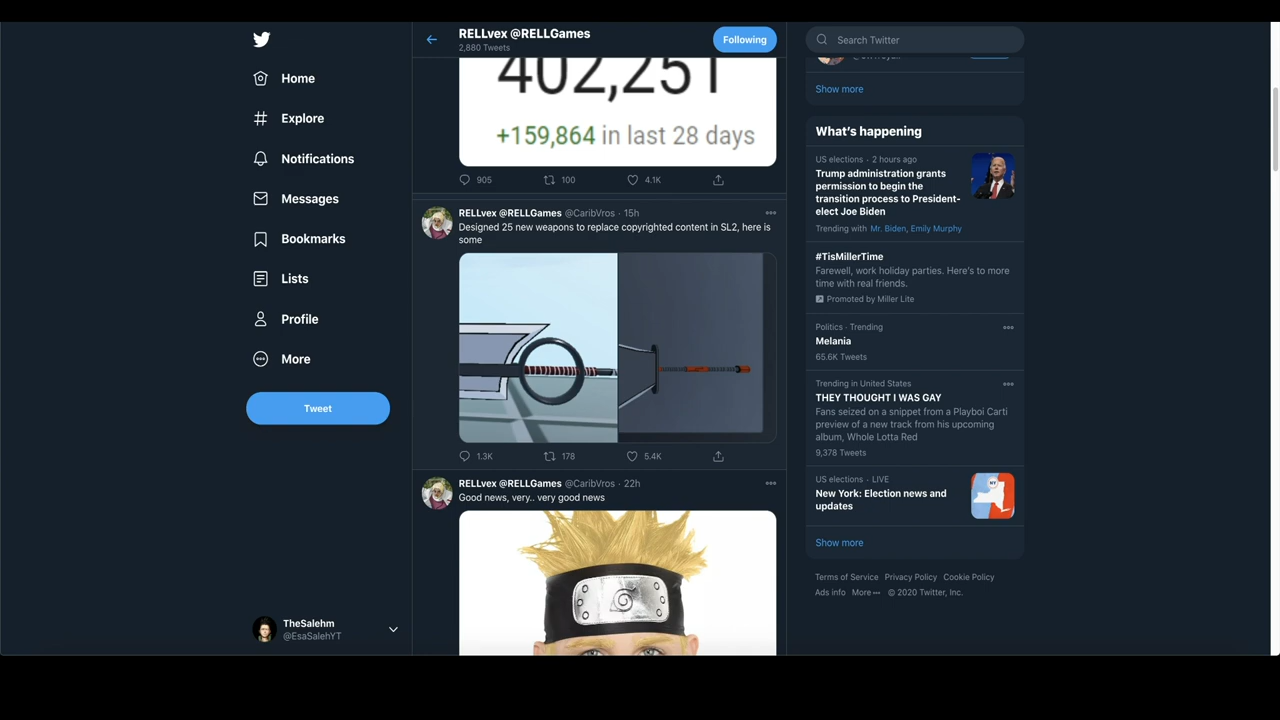 Home
Explore
Notifications
Messages
Bookmarks
Lists
Profile
More
Tweet
TheSalehm
@EsaSalehYT
RELLvex @RELLGames
2,880 Tweets
Following
402,251
+159,864 in last 28 days
905 100 4.1K
RELLvex @RELLGames @CaribVros · 15h
Designed 25 new weapons to replace copyrighted content in SL2, here is
some
1.3K 178 5.4K
RELLvex @RELLGames @CaribVros · 22h
Good news, very.. very good news
Search Twitter
Show more
What's happening
US elections · 2 hours ago
Trump administration grants
permission to begin the
transition process to President-
elect Joe Biden
Trending with Mr. Biden, Emily Murphy
#TisMillerTime
Farewell, work holiday parties. Here's to more
time with real friends.
Promoted by Miller Lite
Politics · Trending
Melania
65.6K Tweets
Trending in United States
THEY THOUGHT I WAS GAY
Fans seized on a snippet from a Playboi Carti
preview of a new track from his upcoming
album, Whole Lotta Red
9,378 Tweets
US elections · LIVE
New York: Election news and
updates
NY
Show more
Terms of Service Privacy Policy Cookie Policy
Ads info More ··· © 2020 Twitter, Inc.